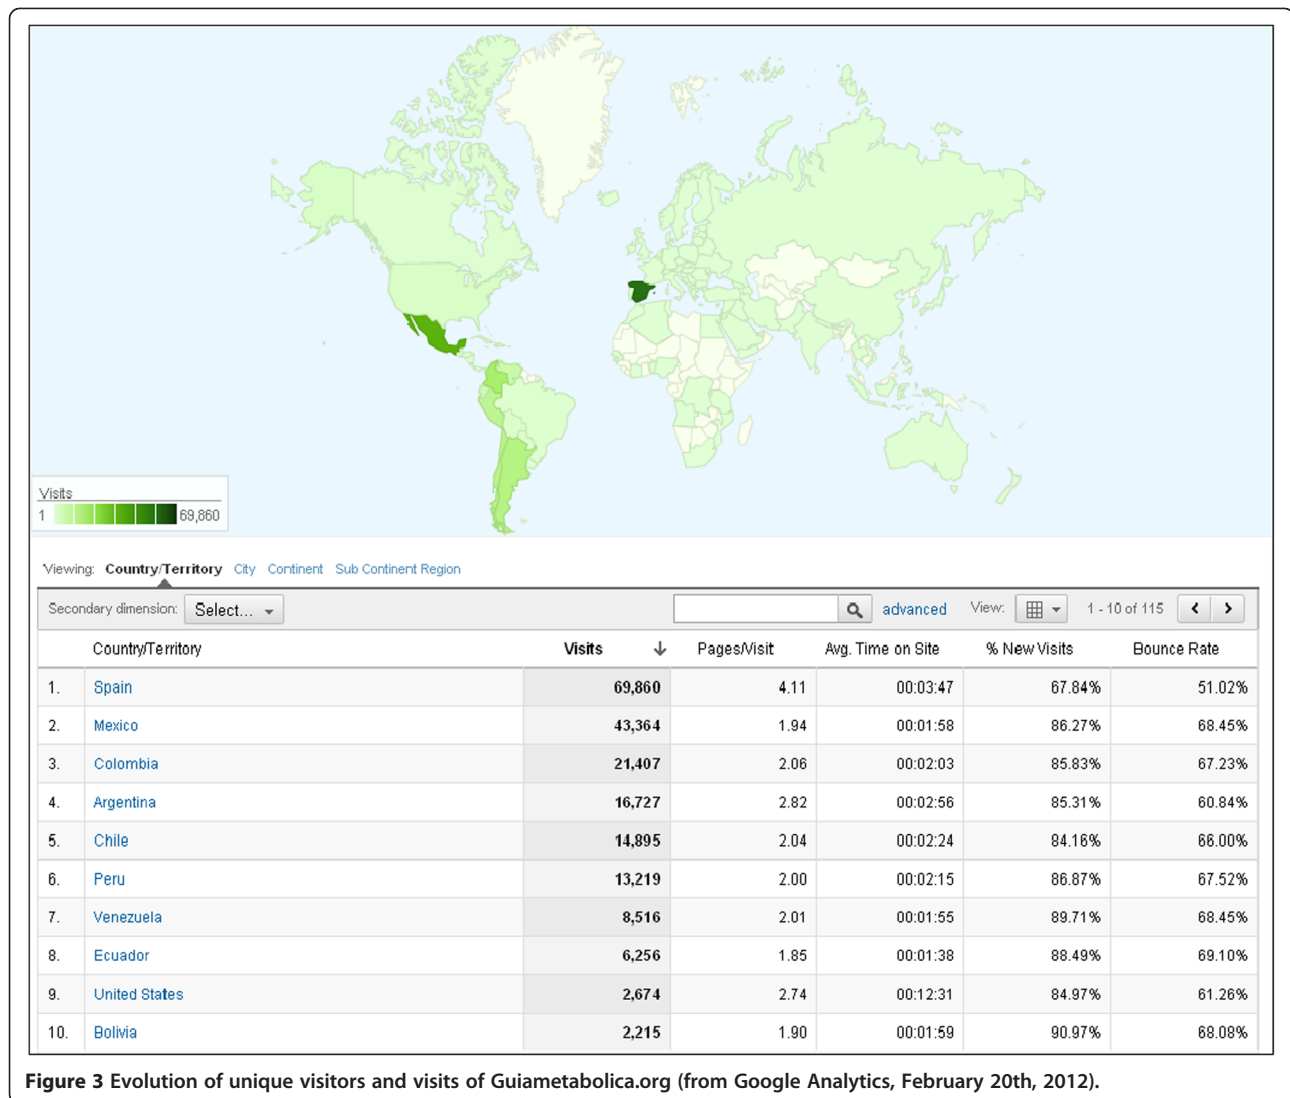 Visits
1 69,860
Viewing: Country/Territory City Continent Sub Continent Region
Secondary dimension: Select... advanced View: 1 - 10 of 115
Country/Territory Visits Pages/Visit Avg. Time on Site % New Visits Bounce Rate
1. Spain 69,860 4.11 00:03:47 67.84% 51.02%
2. Mexico 43,364 1.94 00:01:58 86.27% 68.45%
3. Colombia 21,407 2.06 00:02:03 85.83% 67.23%
4. Argentina 16,727 2.82 00:02:56 85.31% 60.84%
5. Chile 14,895 2.04 00:02:24 84.16% 66.00%
6. Peru 13,219 2.00 00:02:15 86.87% 67.52%
7. Venezuela 8,516 2.01 00:01:55 89.71% 68.45%
8. Ecuador 6,256 1.85 00:01:38 88.49% 69.10%
9. United States 2,674 2.74 00:12:31 84.97% 61.26%
10. Bolivia 2,215 1.90 00:01:59 90.97% 68.08%
Figure 3 Evolution of unique visitors and visits of Guiametabolica.org (from Google Analytics, February 20th, 2012).